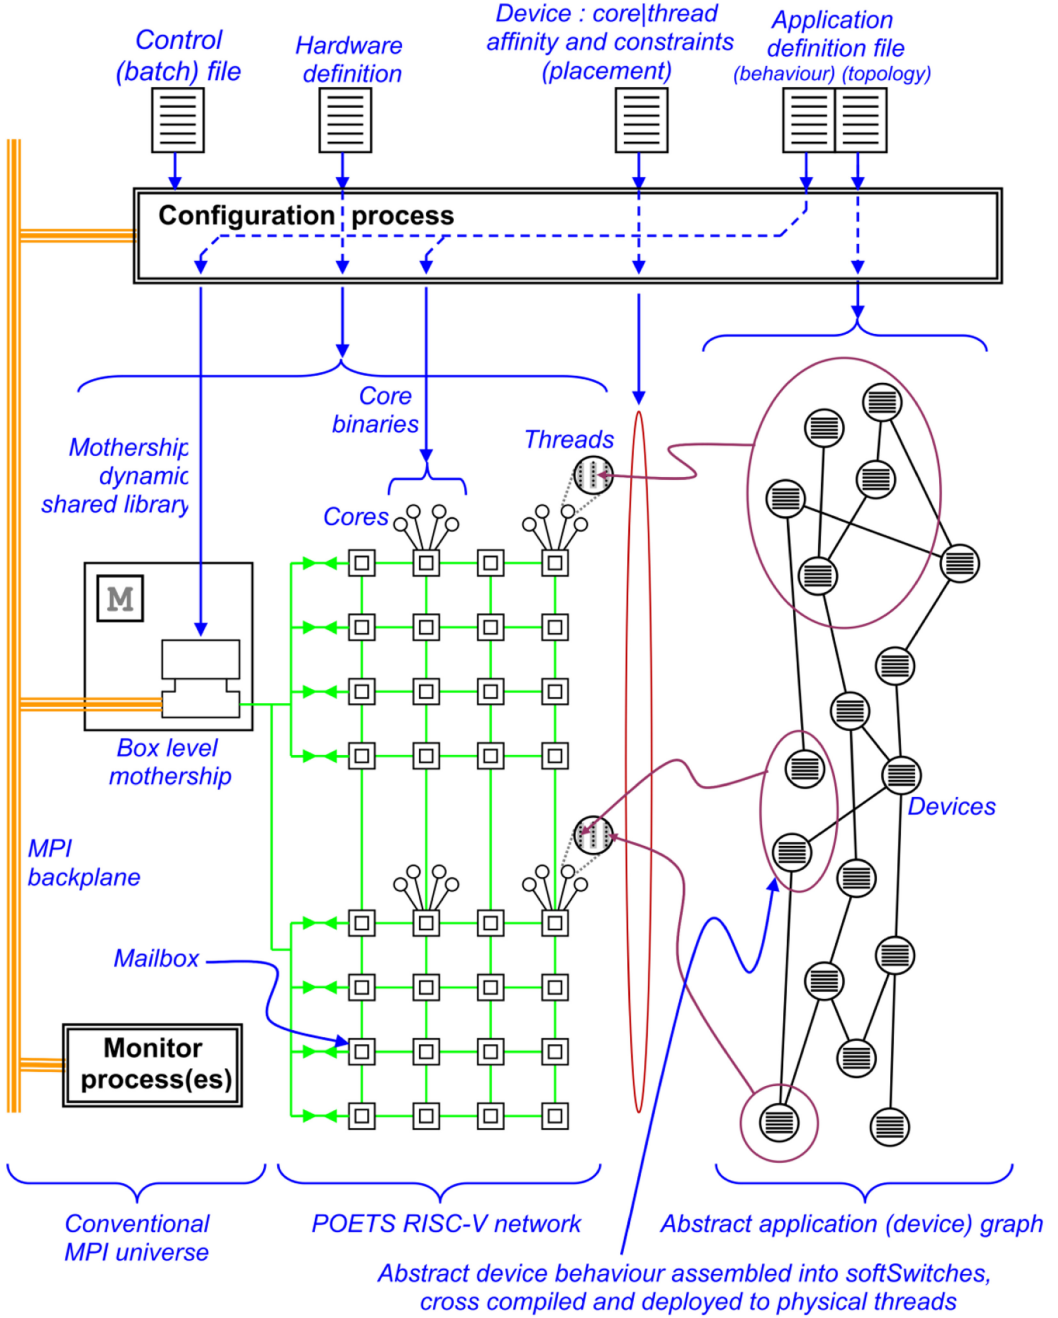 Control
(batch) file
Hardware
definition
Device : core|thread
affinity and constraints
(placement)
Application
definition file
(behaviour) (topology)
Configuration process
Core
binaries
Mothership
dynamic
shared library
Threads
Cores
M
Box level
mothership
Devices
MPI
backplane
Mailbox
Monitor
process(es)
Conventional
MPI universe
POETS RISC-V network
Abstract application (device) graph
Abstract device behaviour assembled into softSwitches,
cross compiled and deployed to physical threads